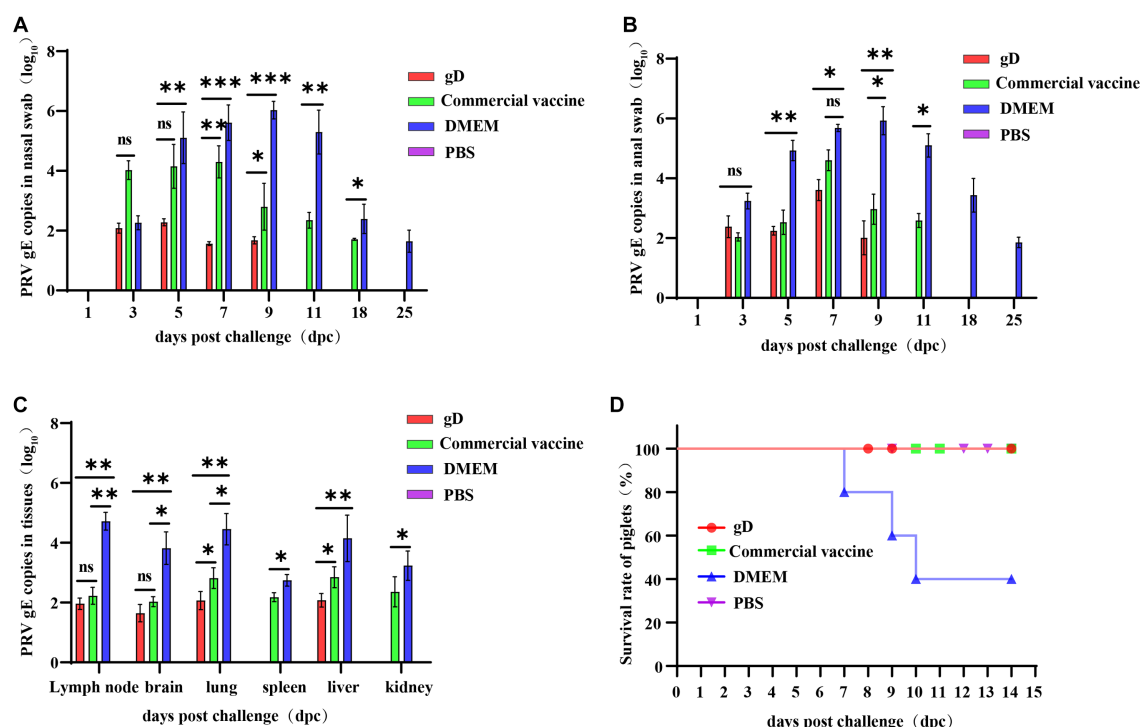 A
PRV gE copies in nasal swab（log10）
8
6
4
2
0
ns
**
ns
***
**
***
*
**
*
gD
Commercial vaccine
DMEM
PBS
1 3 5 7 9 11 18 25
days post challenge（dpc）
B
PRV gE copies in anal swab（log10）
8
6
4
2
0
ns
**
*
ns
**
*
*
gD
Commercial vaccine
DMEM
PBS
1 3 5 7 9 11 18 25
days post challenge（dpc）
C
PRV gE copies in tissues（log10）
8
6
4
2
0
**
**
ns
**
*
ns
**
*
*
*
**
*
*
gD
Commercial vaccine
DMEM
PBS
Lymph node brain lung spleen liver kidney
days post challenge（dpc）
D
Survival rate of piglets（%）
100
80
60
40
20
0
gD
Commercial vaccine
DMEM
PBS
0 1 2 3 4 5 6 7 8 9 10 11 12 13 14 15
days post challenge（dpc）